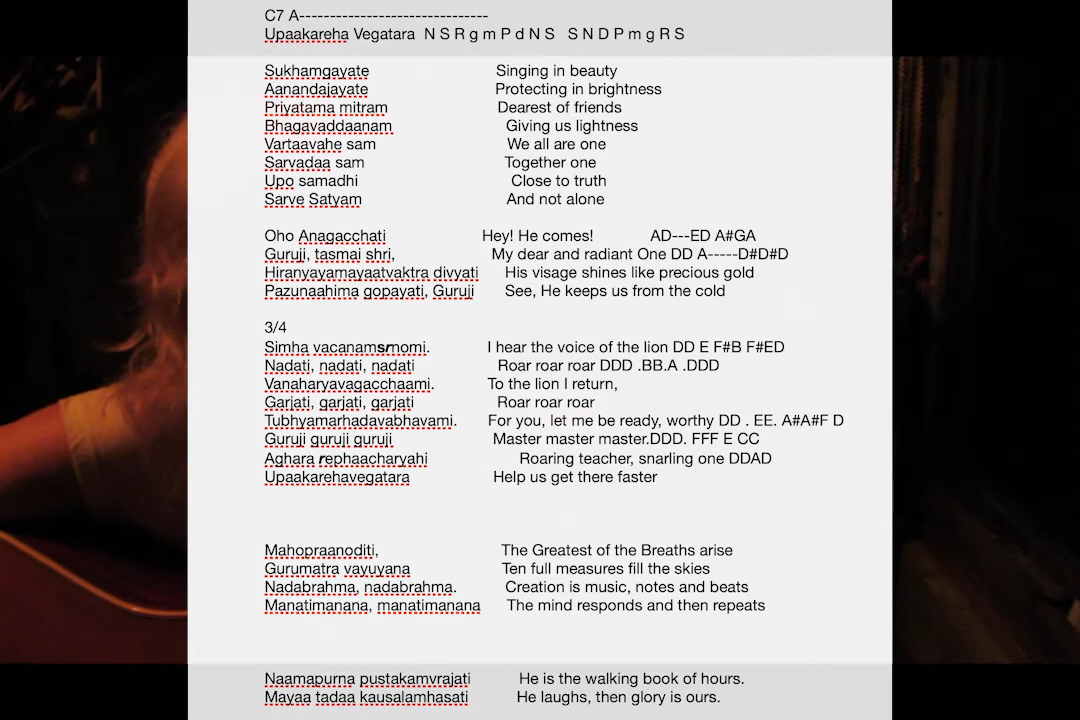 C7 A-------------------------------
Upaakareha Vegatara N S R g m P d N S S N D P m g R S
Sukhamgayate Singing in beauty
Aanandajayate Protecting in brightness
Priyatama mitram Dearest of friends
Bhagavaddaanam Giving us lightness
Vartaavahe sam We all are one
Sarvadaa sam Together one
Upo samadhi Close to truth
Sarve Satyam And not alone
Oho Anagacchati Hey! He comes! AD---ED A#GA
Guruji, tasmai shri, My dear and radiant One DD A-----D#D#D
Hiranyayamayaatvaktra divyati His visage shines like precious gold
Pazunaahima gopayati, Guruji See, He keeps us from the cold
3/4
Simha vacanamsrnomi. I hear the voice of the lion DD E F#B F#ED
Nadati, nadati, nadati Roar roar roar DDD .BB.A .DDD
Vanaharyavagacchaami. To the lion I return,
Garjati, garjati, garjati Roar roar roar
Tubhyamarhadavabhavami. For you, let me be ready, worthy DD . EE. A#A#F D
Guruji guruji guruji Master master master.DDD. FFF E CC
Aghara rephaacharyahi Roaring teacher, snarling one DDAD
Upaakarehavegatara Help us get there faster
Mahopraanoditi, The Greatest of the Breaths arise
Gurumatra vayuyana Ten full measures fill the skies
Nadabrahma, nadabrahma. Creation is music, notes and beats
Manatimanana, manatimanana The mind responds and then repeats
Naamapurna pustakamvrajati He is the walking book of hours.
Mayaa tadaa kausalamhasati He laughs, then glory is ours.